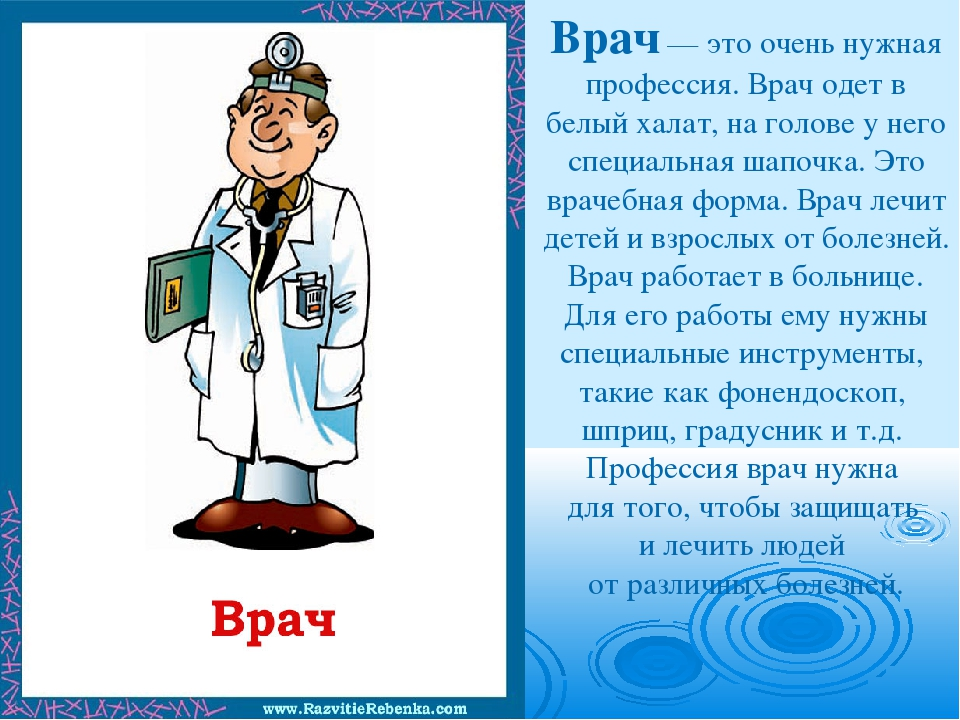 Врач
www.RazvitieRebenka.com
Врач — это очень нужная
профессия. Врач одет в
белый халат, на голове у него
специальная шапочка. Это
врачебная форма. Врач лечит
детей и взрослых от болезней.
Врач работает в больнице.
Для его работы ему нужны
специальные инструменты,
такие как фонендоскоп,
шприц, градусник и т.д.
Профессия врач нужна
для того, чтобы защищать
и лечить людей
от различных болезней.